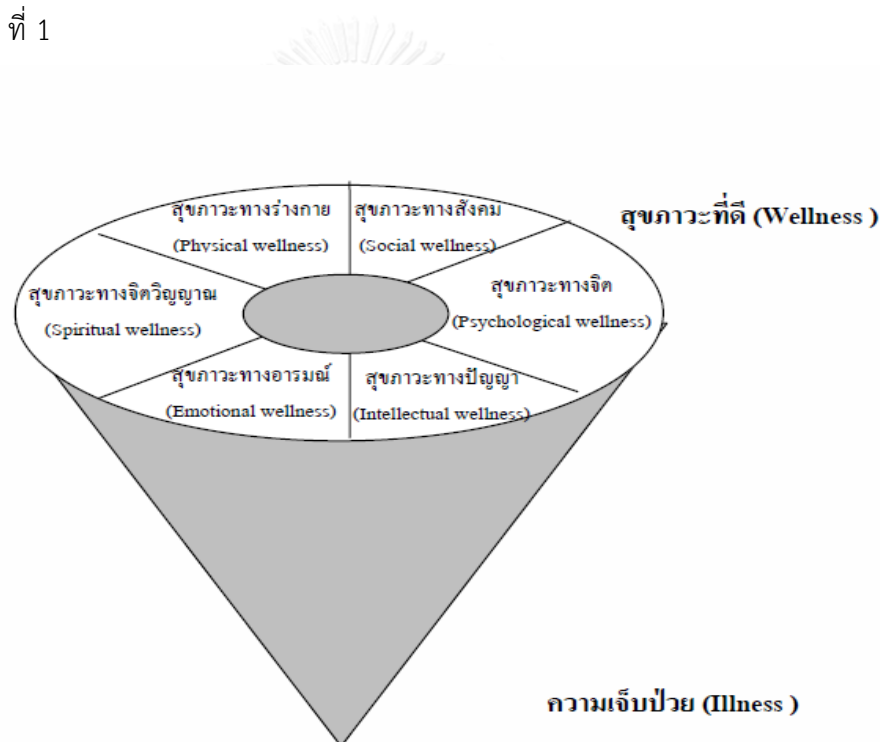 ที่ 1
สุขภาวะทางร่างกาย
(Physical wellness)
สุขภาวะทางสังคม
(Social wellness)
สุขภาวะที่ดี (Wellness )
สุขภาวะทางจิตวิญญาณ
(Spiritual wellness)
สุขภาวะทางจิต
(Psychological wellness)
สุขภาวะทางอารมณ์
(Emotional wellness)
สุขภาวะทางปัญญา
(Intellectual wellness)
ความเจ็บป่วย (Illness )